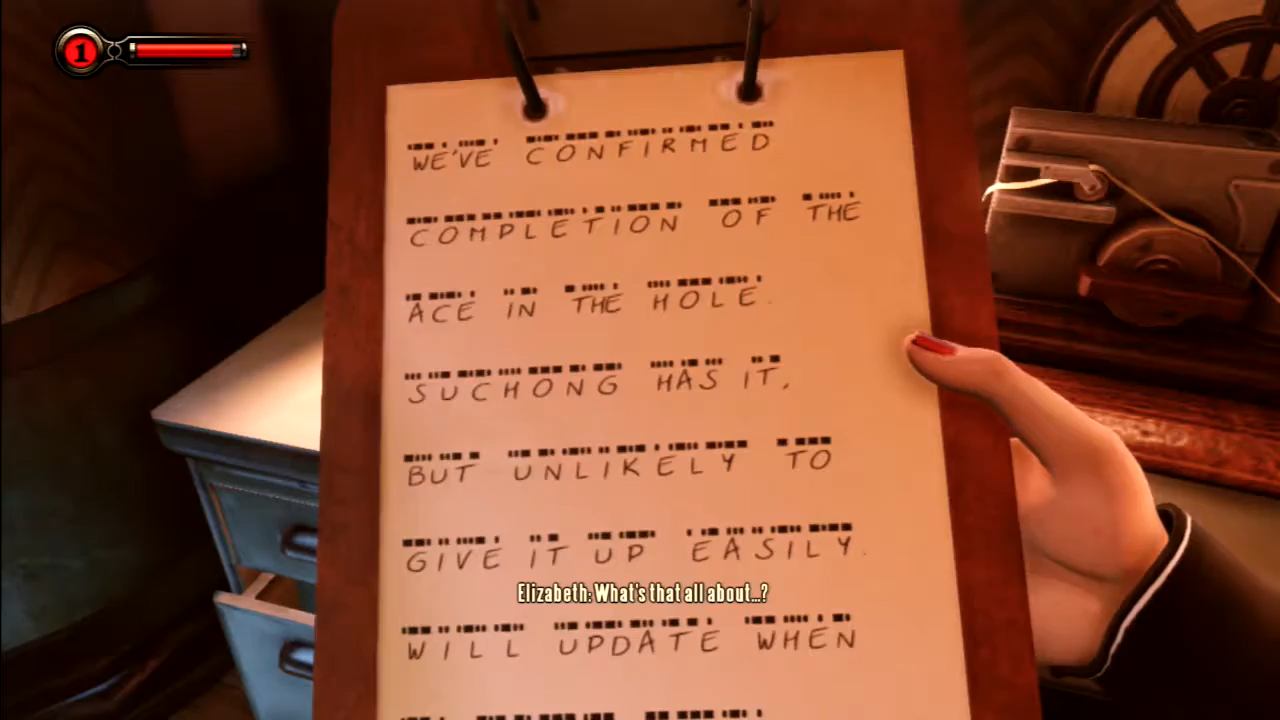 1
WE'VE CONFIRMED
COMPLETION OF THE
ACE IN THE HOLE.
SUCHONG HAS IT,
BUT UNLIKELY TO
GIVE IT UP EASILY.
Elizabeth: What's that all about...?
WILL UPDATE WHEN